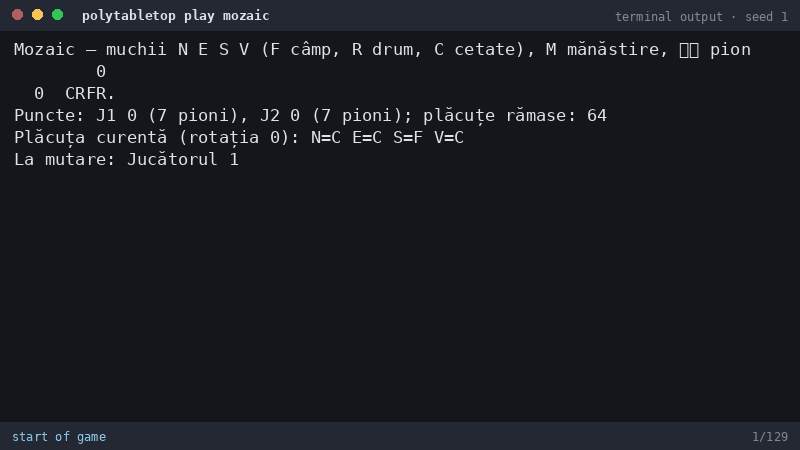 polytabletop play mozaic
terminal output · seed 1
Mozaic — muchii N E S V (F câmp, R drum, C cetate), M mănăstire, pion
0
0 CRFR.
Puncte: J1 0 (7 pioni), J2 0 (7 pioni); plăcuțe rămase: 64
Plăcuța curentă (rotația 0): N=C E=C S=F V=C
La mutare: Jucătorul 1
start of game
1/129